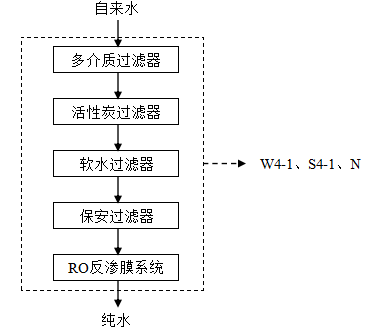 自来水
多介质过滤器
活性炭过滤器
软水过滤器
W4-1、S4-1、N
保安过滤器
RO反渗膜系统
纯水